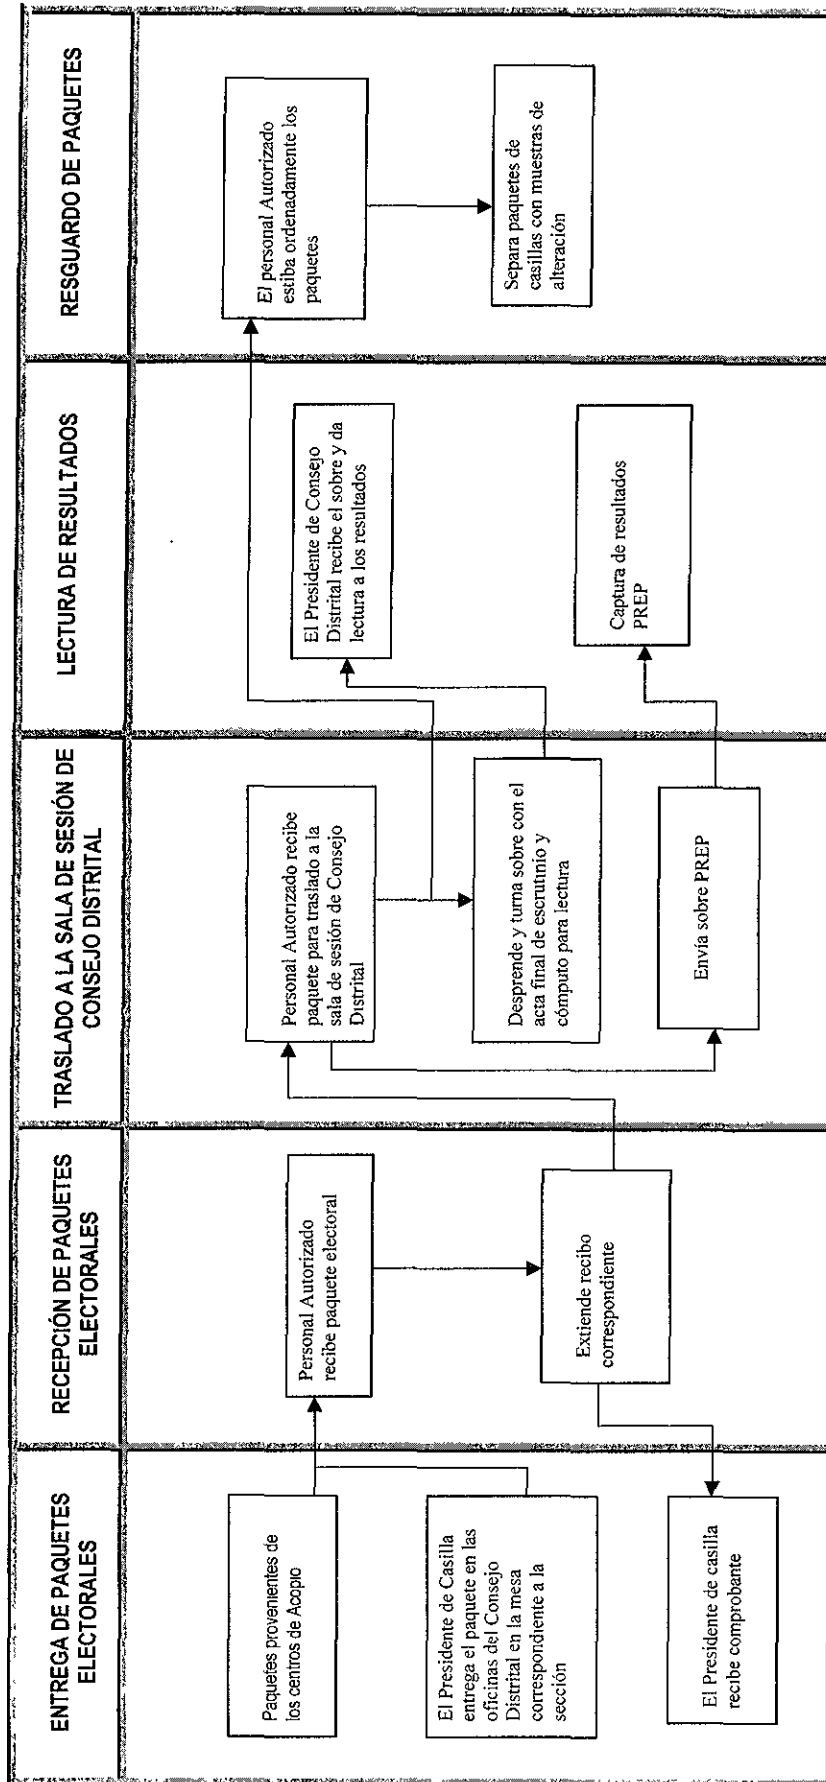 ENTREGA DE PAQUETES
ELECTORALES
RECEPCIÓN DE PAQUETES
ELECTORALES
TRASLADO A LA SALA DE SESIÓN DE
CONSEJO DISTRITAL
LECTURA DE RESULTADOS
RESGUARDO DE PAQUETES
Paquetes provenientes de
los centros de Acopio
El Presidente de Casilla
entrega el paquete en las
oficinas del Consejo
Distrital en la mesa
correspondiente a la
sección
El Presidente de casilla
recibe comprobante
Personal Autorizado
recibe paquete electoral
Extiende recibo
correspondiente
Personal Autorizado recibe
paquete para traslado a la
sala de sesión de Consejo
Distrital
Desprende y turna sobre con el
acta final de escrutinio y
cómputo para lectura
Envía sobre PREP
El Presidente de Consejo
Distrital recibe el sobre y da
lectura a los resultados
Captura de resultados
PREP
El personal Autorizado
estiba ordenadamente los
paquetes
Separa paquetes de
casillas con muestras de
alteración